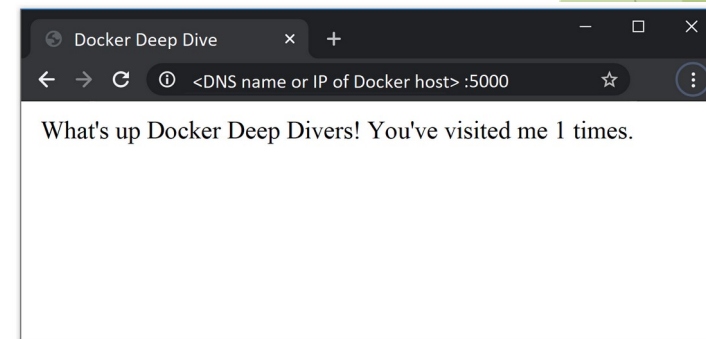 Docker Deep Dive
<DNS name or IP of Docker host> :5000
What's up Docker Deep Divers! You've visited me 1 times.